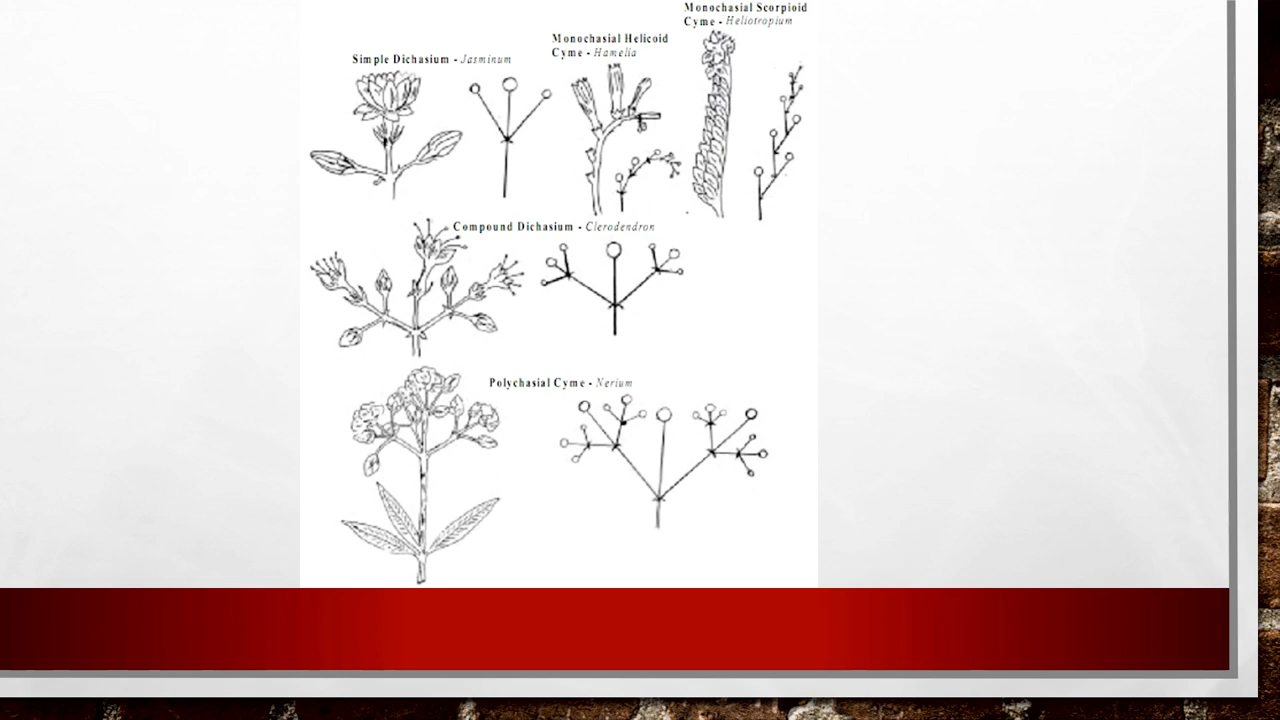 Monochasial Scorpioid
Cyme - Heliotropium
Monochasial Helicoid
Cyme - Hamelia
Simple Dichasium - Jasminum
Compound Dichasium - Clerodendron
Polychasial Cyme - Nerium